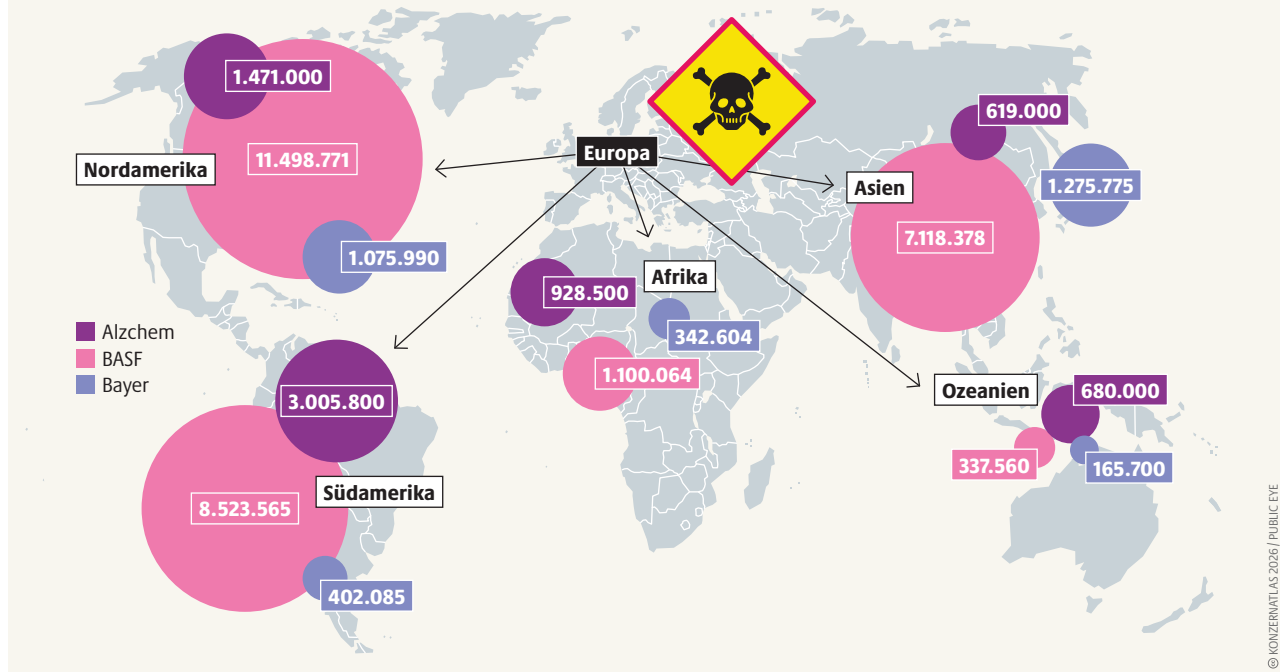 1.471.000
11.498.771
Nordamerika
1.075.990
Europa
619.000
Asien
1.275.775
7.118.378
Afrika
928.500
342.604
1.100.064
Alzchem
BASF
Bayer
3.005.800
Südamerika
8.523.565
402.085
Ozeanien
680.000
337.560
165.700
© KONZERNATLAS 2026 / PUBLIC EYE